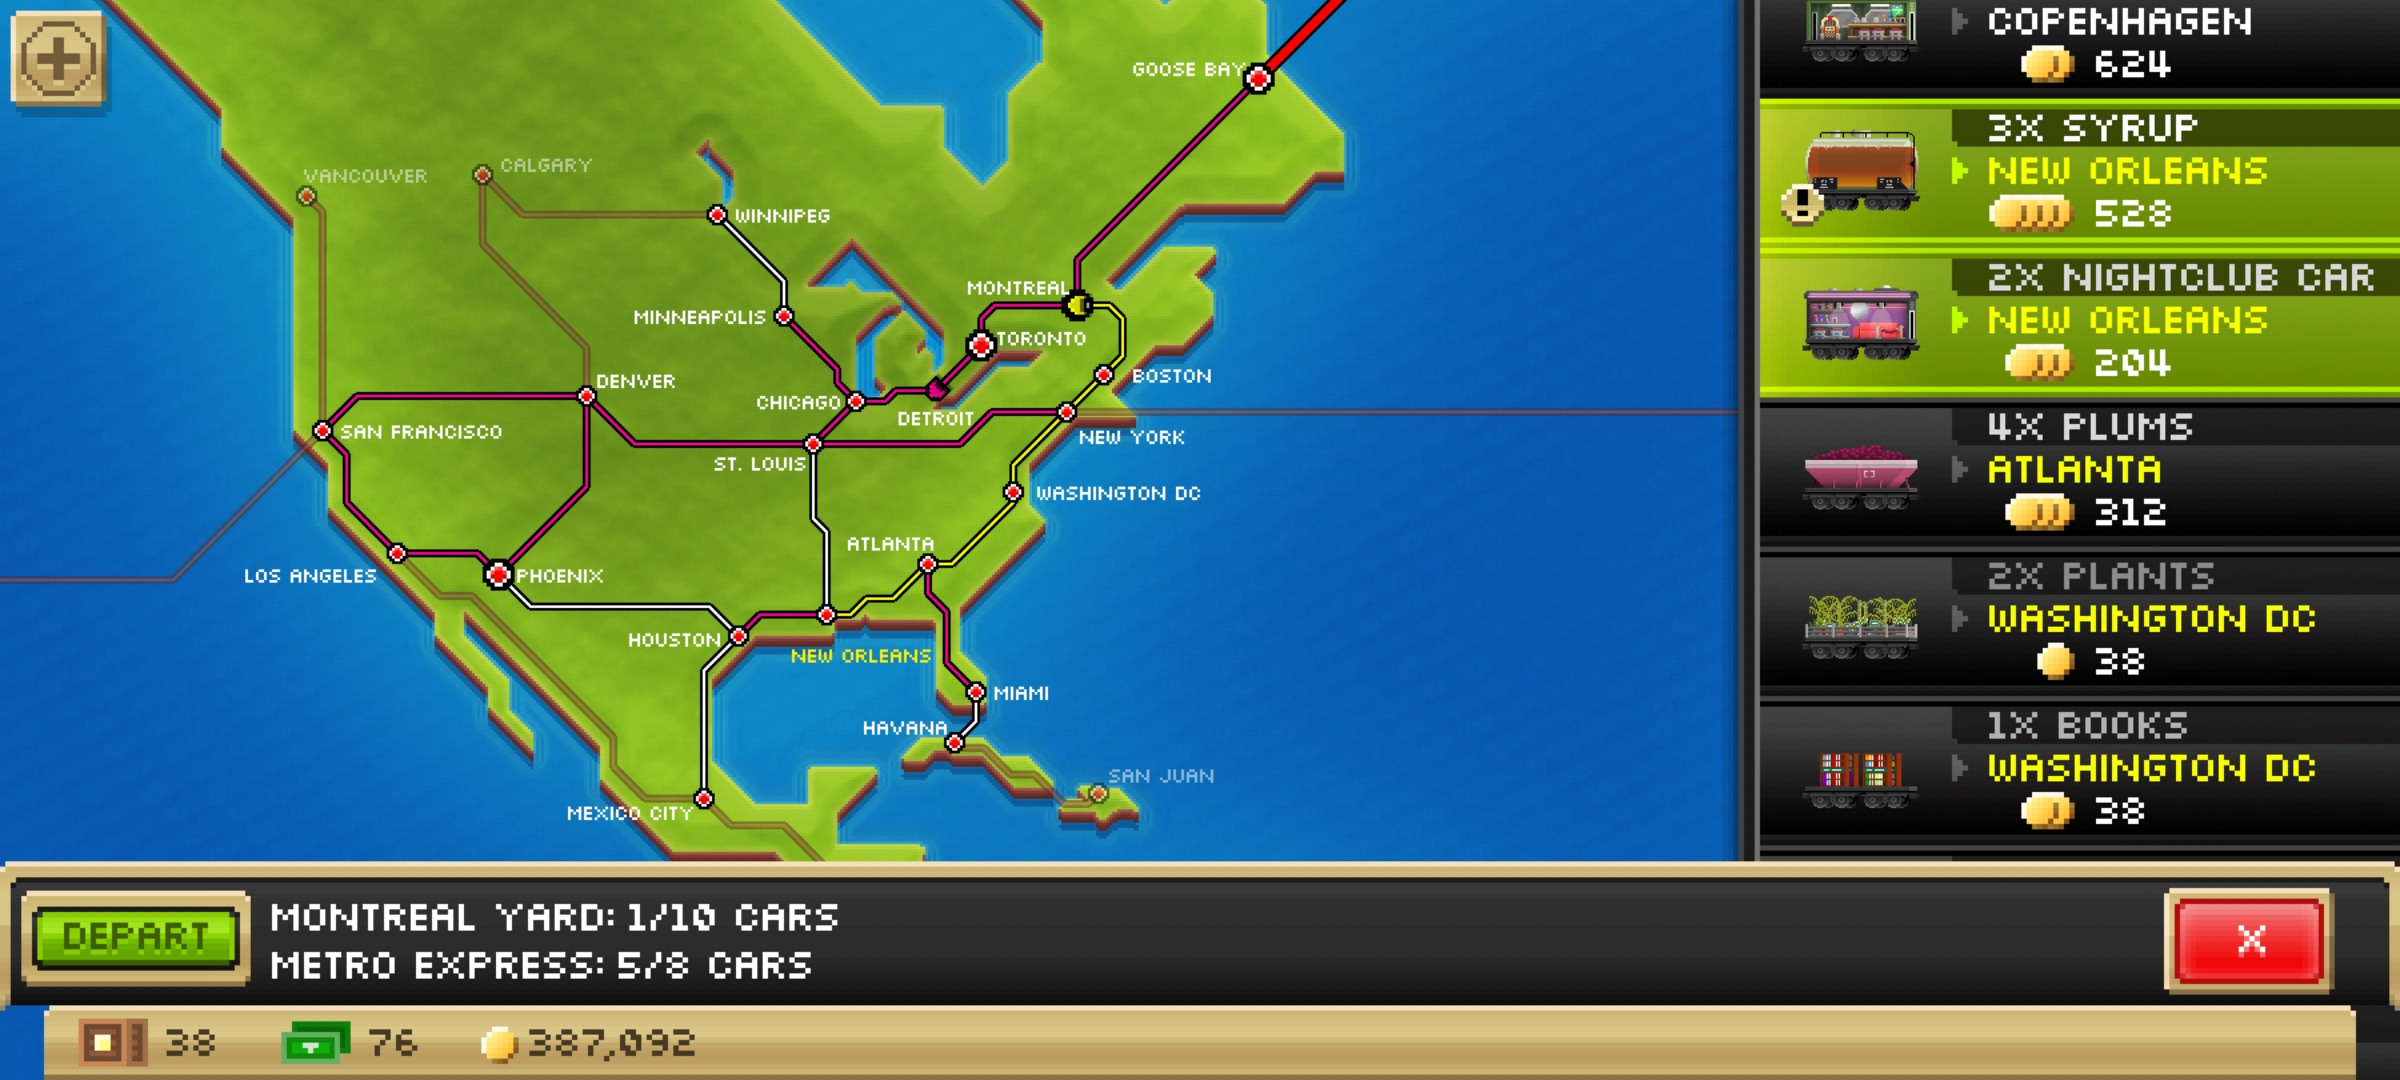 GOOSE BAY
VANCOUVER
CALGARY
WINNIPEG
MONTREAL
MINNEAPOLIS
TORONTO
DENVER
BOSTON
CHICAGO
DETROIT
SAN FRANCISCO
NEW YORK
ST. LOUIS
WASHINGTON DC
ATLANTA
LOS ANGELES
PHOENIX
HOUSTON
NEW ORLEANS
MIAMI
HAVANA
SAN JUAN
MEXICO CITY
COPENHAGEN
624
3X SYRUP
NEW ORLEANS
528
2X NIGHTCLUB CAR
NEW ORLEANS
204
4X PLUMS
ATLANTA
312
2X PLANTS
WASHINGTON DC
38
1X BOOKS
WASHINGTON DC
38
DEPART
MONTREAL YARD: 1/10 CARS
METRO EXPRESS: 5/8 CARS
X
38
76
387,092